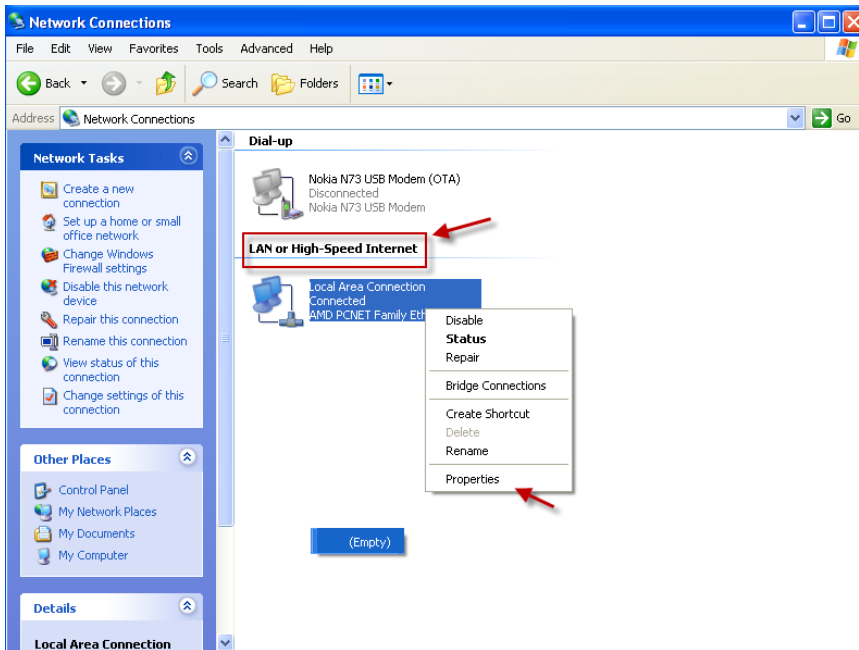 Network Connections
File Edit View Favorites Tools Advanced Help
Back Search Folders
Address Network Connections Go
Network Tasks
Create a new
connection
Set up a home or small
office network
Change Windows
Firewall settings
Disable this network
device
Repair this connection
Rename this connection
View status of this
connection
Change settings of this
connection
Other Places
Control Panel
My Network Places
My Documents
My Computer
Details
Local Area Connection
Dial-up
Nokia N73 USB Modem (OTA)
Disconnected
Nokia N73 USB Modem
LAN or High-Speed Internet
Local Area Connection
Connected
AMD PCNET Family Eth
Disable
Status
Repair
Bridge Connections
Create Shortcut
Delete
Rename
Properties
(Empty)